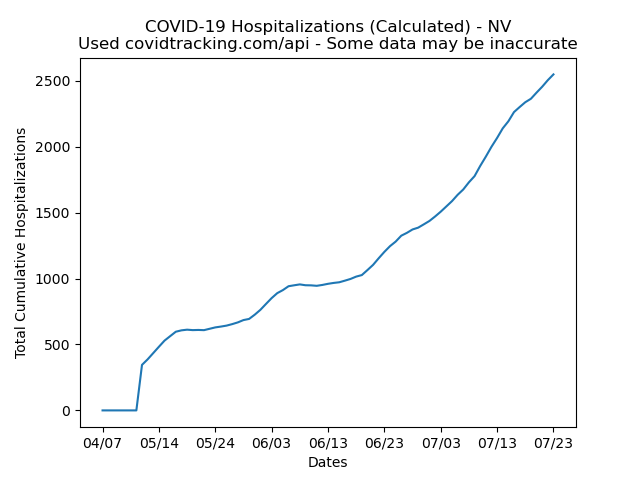 COVID-19 Hospitalizations (Calculated) - NV
Used covidtracking.com/api - Some data may be inaccurate
Total Cumulative Hospitalizations
2500
2000
1500
1000
500
0
04/07 05/14 05/24 06/03 06/13 06/23 07/03 07/13 07/23
Dates